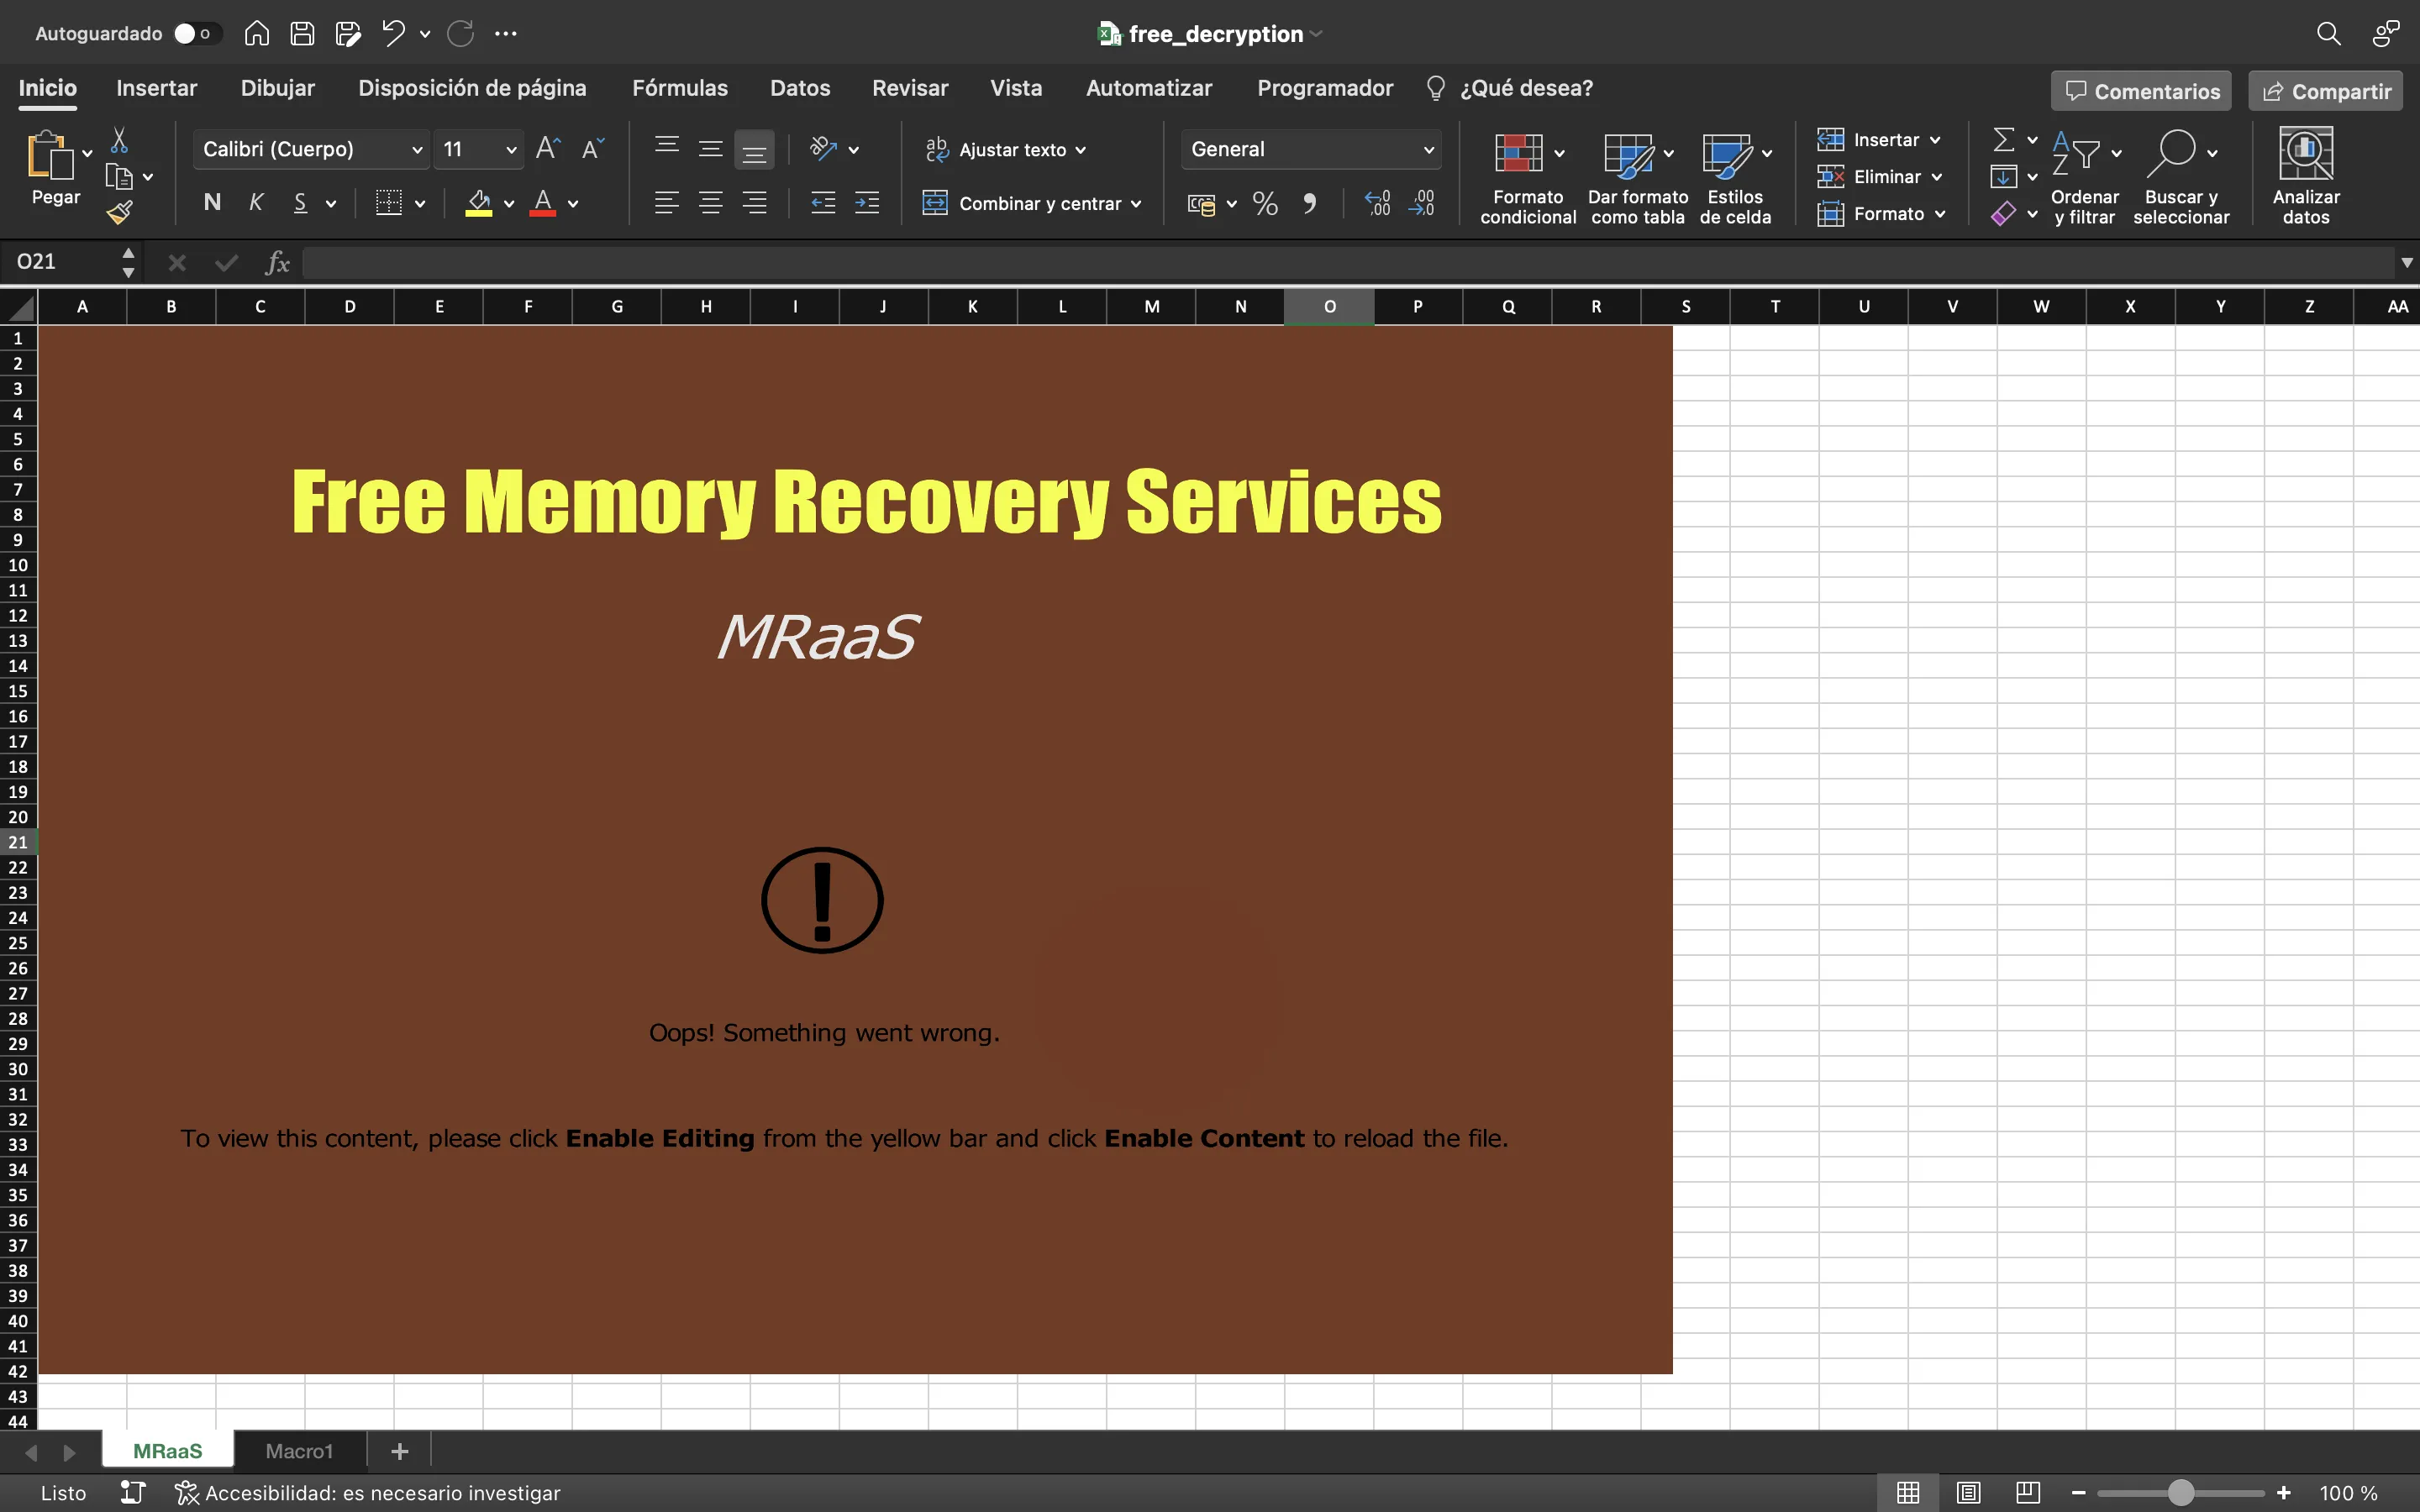 Autoguardado
free_decryption
Inicio Insertar Dibujar Disposición de página Fórmulas Datos Revisar Vista Automatizar Programador ¿Qué desea? Comentarios Compartir
Pegar
Calibri (Cuerpo) 11
N K S
Ajustar texto
Combinar y centrar
General
Formato condicional
Dar formato como tabla
Estilos de celda
Insertar
Eliminar
Formato
Ordenar y filtrar
Buscar y seleccionar
Analizar datos
O21 fx
A B C D E F G H I J K L M N O P Q R S T U V W X Y Z AA
1
2
3
4
5
6
7
8
9
10
11
12
13
14
15
16
17
18
19
20
21
22
23
24
25
26
27
28
29
30
31
32
33
34
35
36
37
38
39
40
41
42
43
44
Free Memory Recovery Services
MRaaS
!
Oops! Something went wrong.
To view this content, please click Enable Editing from the yellow bar and click Enable Content to reload the file.
MRaaS Macro1 +
Listo Accesibilidad: es necesario investigar 100 %